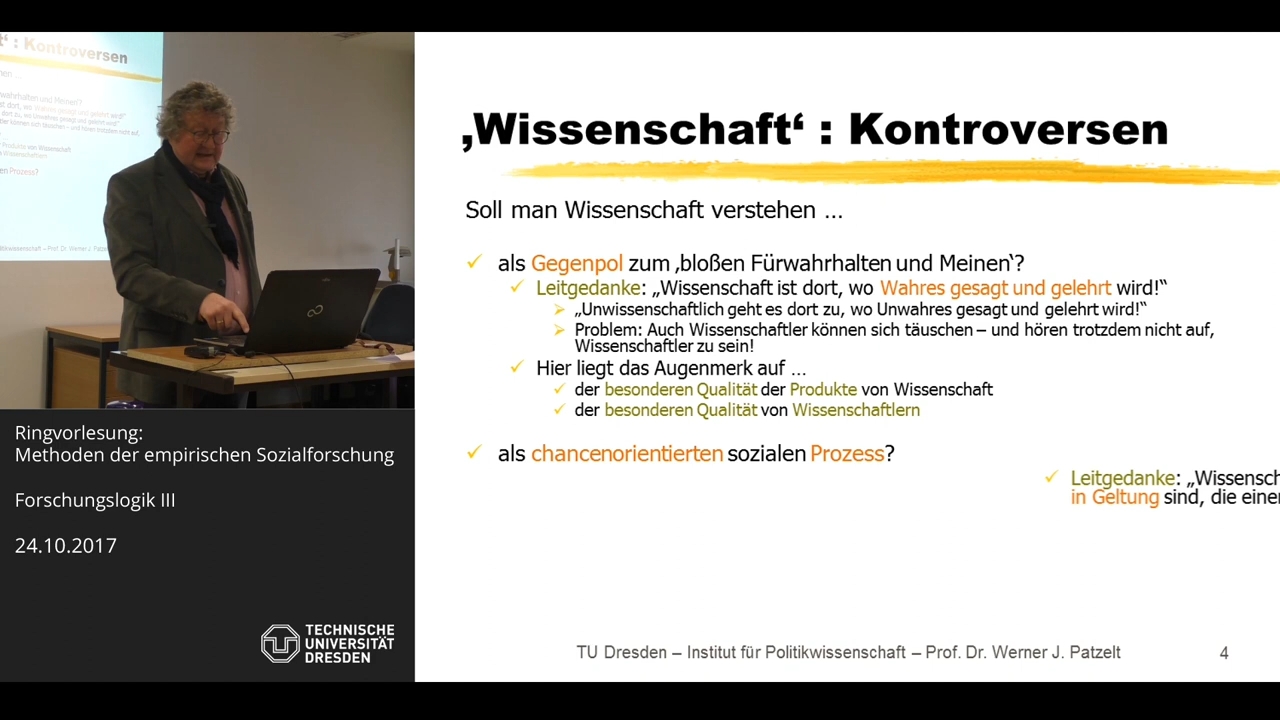 t‘ : Kontroversen
Ringvorlesung:
Methoden der empirischen Sozialforschung
Forschungslogik III
24.10.2017
TECHNISCHE
UNIVERSITÄT
DRESDEN
‚Wissenschaft‘ : Kontroversen
Soll man Wissenschaft verstehen …
als Gegenpol zum ‚bloßen Fürwahrhalten und Meinen‘?
Leitgedanke: „Wissenschaft ist dort, wo Wahres gesagt und gelehrt wird!“
„Unwissenschaftlich geht es dort zu, wo Unwahres gesagt und gelehrt wird!“
Problem: Auch Wissenschaftler können sich täuschen – und hören trotzdem nicht auf,
Wissenschaftler zu sein!
Hier liegt das Augenmerk auf …
der besonderen Qualität der Produkte von Wissenschaft
der besonderen Qualität von Wissenschaftlern
als chancenorientierten sozialen Prozess?
Leitgedanke: „Wissensch
in Geltung sind, die einer
TU Dresden – Institut für Politikwissenschaft – Prof. Dr. Werner J. Patzelt
4